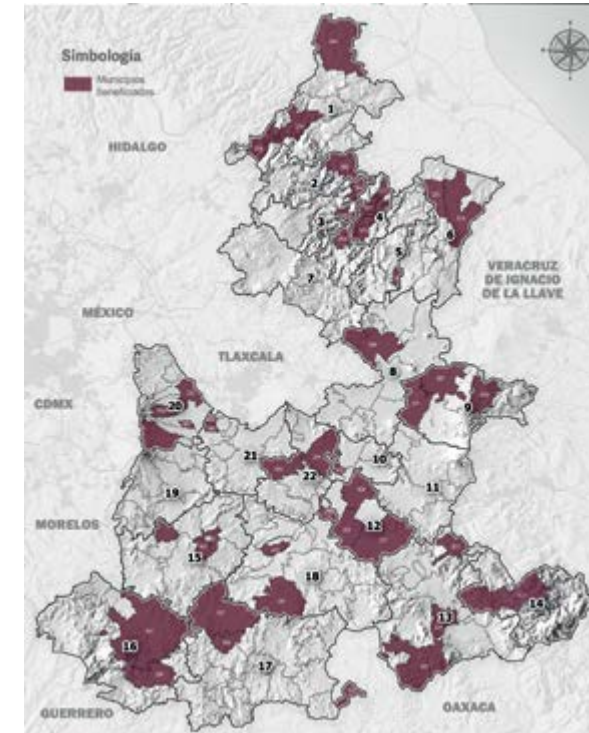 Simbología
Municipios
beneficiados
HIDALGO
1
2
3
4
5
6
7
VERACRUZ
DE IGNACIO
DE LA LLAVE
MÉXICO
TLAXCALA
8
CDMX
20
9
21
22
10
11
19
12
MORELOS
15
18
13
14
16
17
GUERRERO
OAXACA